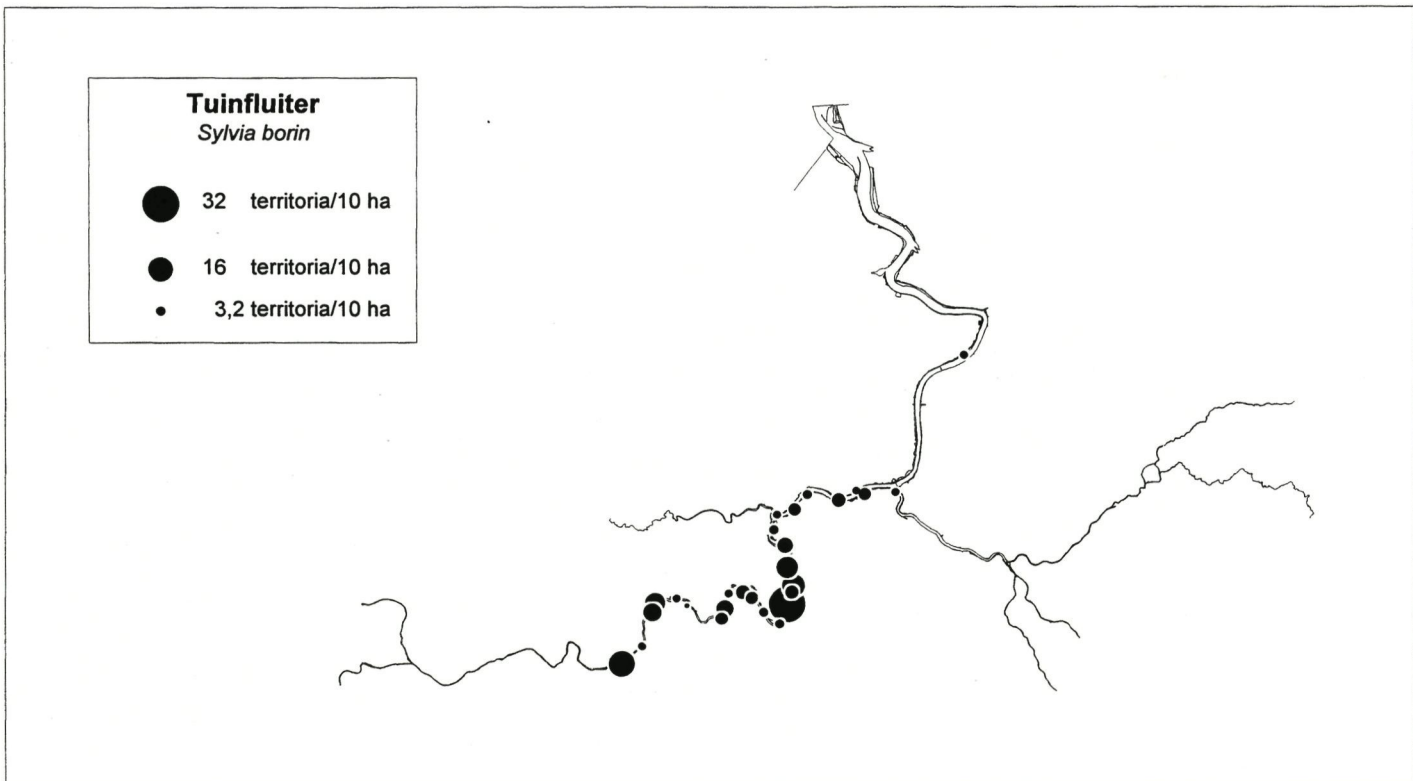 Tuinfluiter
Sylvia borin
32 territoria/10 ha
16 territoria/10 ha
3,2 territoria/10 ha